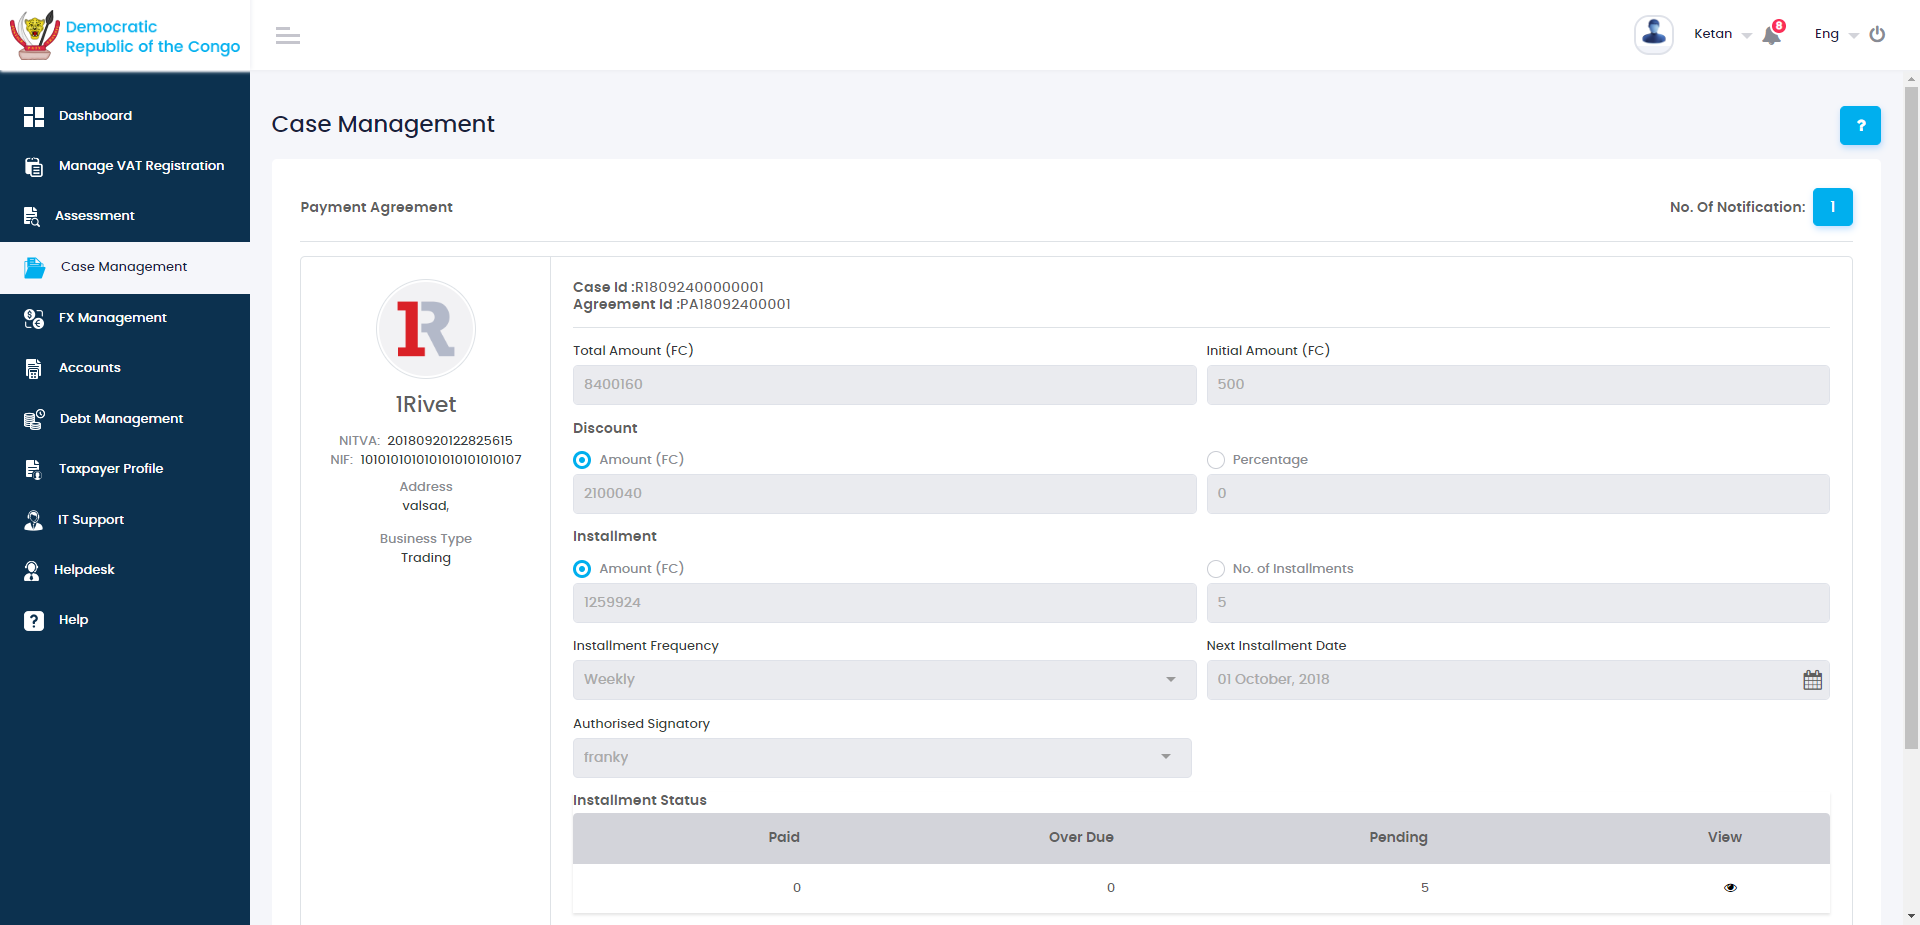 Democratic
Republic of the Congo
Ketan
8
Eng
Dashboard
Manage VAT Registration
Assessment
Case Management
FX Management
Accounts
Debt Management
Taxpayer Profile
IT Support
Helpdesk
Help
Case Management
?
Payment Agreement
No. Of Notification: 1
1R
1Rivet
NITVA: 20180920122825615
NIF: 1010101010101010101010107
Address
valsad,
Business Type
Trading
Case Id :R18092400000001
Agreement Id :PA18092400001
Total Amount (FC)
Initial Amount (FC)
8400160
500
Discount
Amount (FC)
Percentage
2100040
0
Installment
Amount (FC)
No. of Installments
1259924
5
Installment Frequency
Next Installment Date
Weekly
01 October, 2018
Authorised Signatory
franky
Installment Status
Paid Over Due Pending View
0 0 5